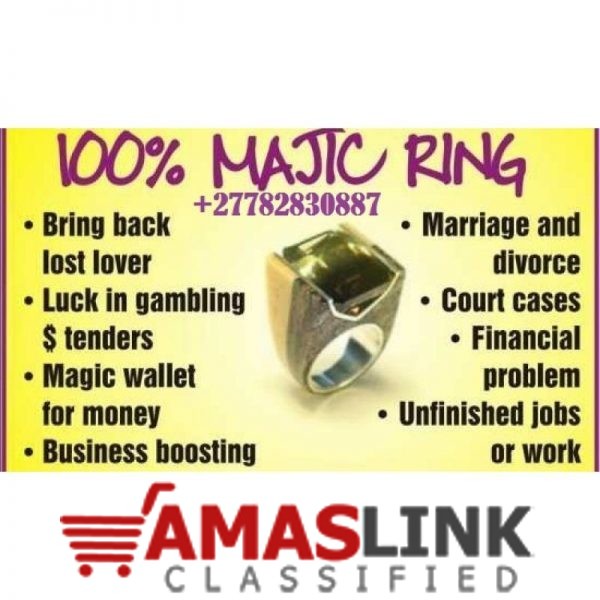 100% MAJIC RING
+27782830887
• Bring back
lost lover
• Luck in gambling
$ tenders
• Magic wallet
for money
• Business boosting
• Marriage and
divorce
• Court cases
• Financial
problem
• Unfinished jobs
or work
AMASLINK
CLASSIFIED